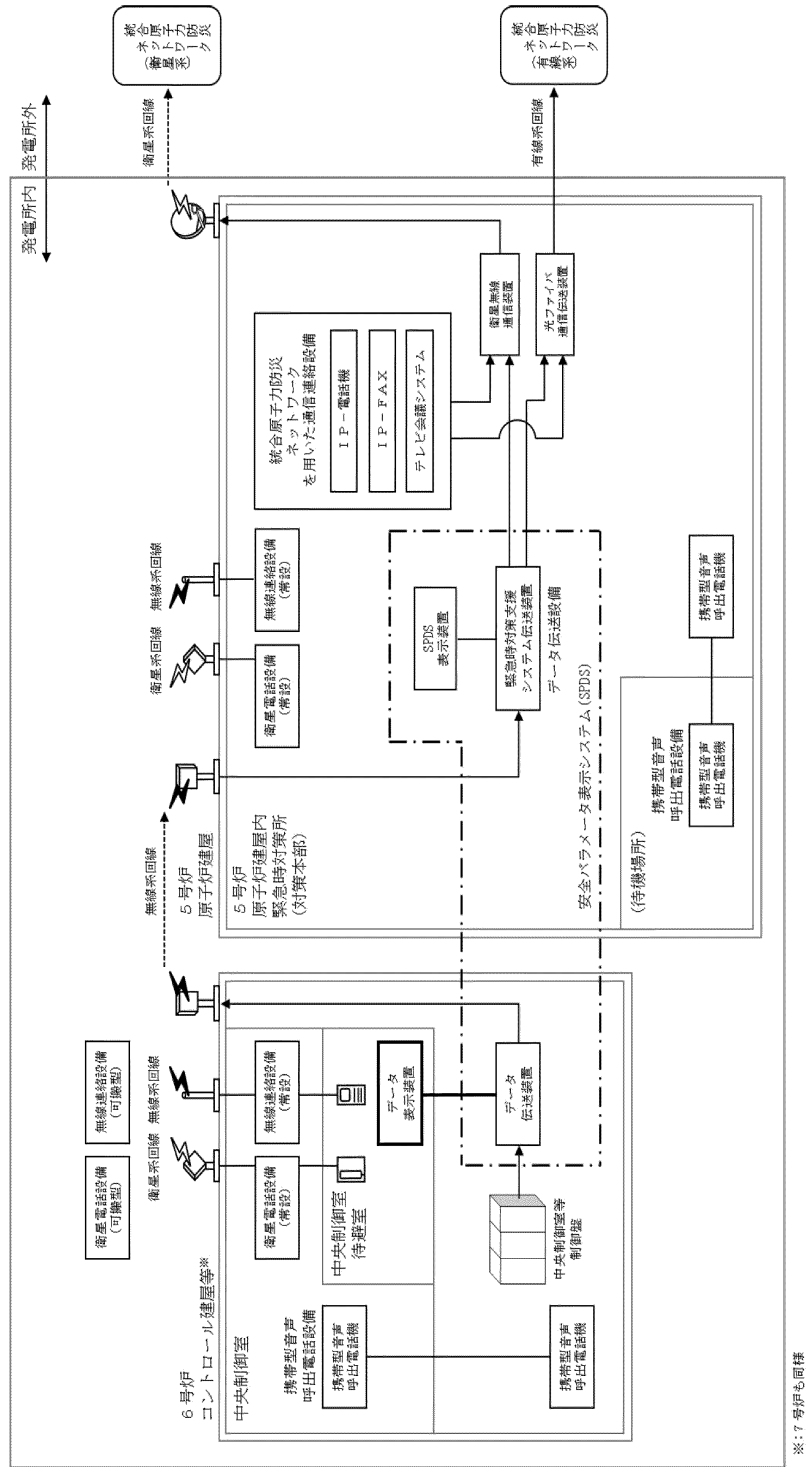 発電所内
発電所外
統合原子力防災
ネットワーク
(衛星系)
統合原子力防災
ネットワーク
(有線系)
衛星系回線
有線系回線
衛星電話設備
(可搬型)
無線連絡設備
(可搬型)
衛星系回線
無線系回線
無線系回線
衛星系回線
無線系回線
6号炉
コントロール建屋等※
中央制御室
衛星電話設備
(常設)
無線連絡設備
(常設)
中央制御室
待避室
データ
表示装置
携帯型音声
呼出電話設備
携帯型音声
呼出電話機
携帯型音声
呼出電話機
中央制御室等
制御盤
データ
伝送装置
5号炉
原子炉建屋
5号炉
原子炉建屋内
緊急時対策所
(対策本部)
衛星電話設備
(常設)
無線連絡設備
(常設)
統合原子力防災
ネットワーク
を用いた通信連絡設備
IP-電話機
IP-FAX
テレビ会議システム
衛星無線
通信装置
光ファイバ
通信伝送装置
SPDS
表示装置
緊急時対策支援
システム伝送装置
データ伝送設備
安全パラメータ表示システム(SPDS)
(待機場所)
携帯型音声
呼出電話設備
携帯型音声
呼出電話機
携帯型音声
呼出電話機
※:7号炉も同様